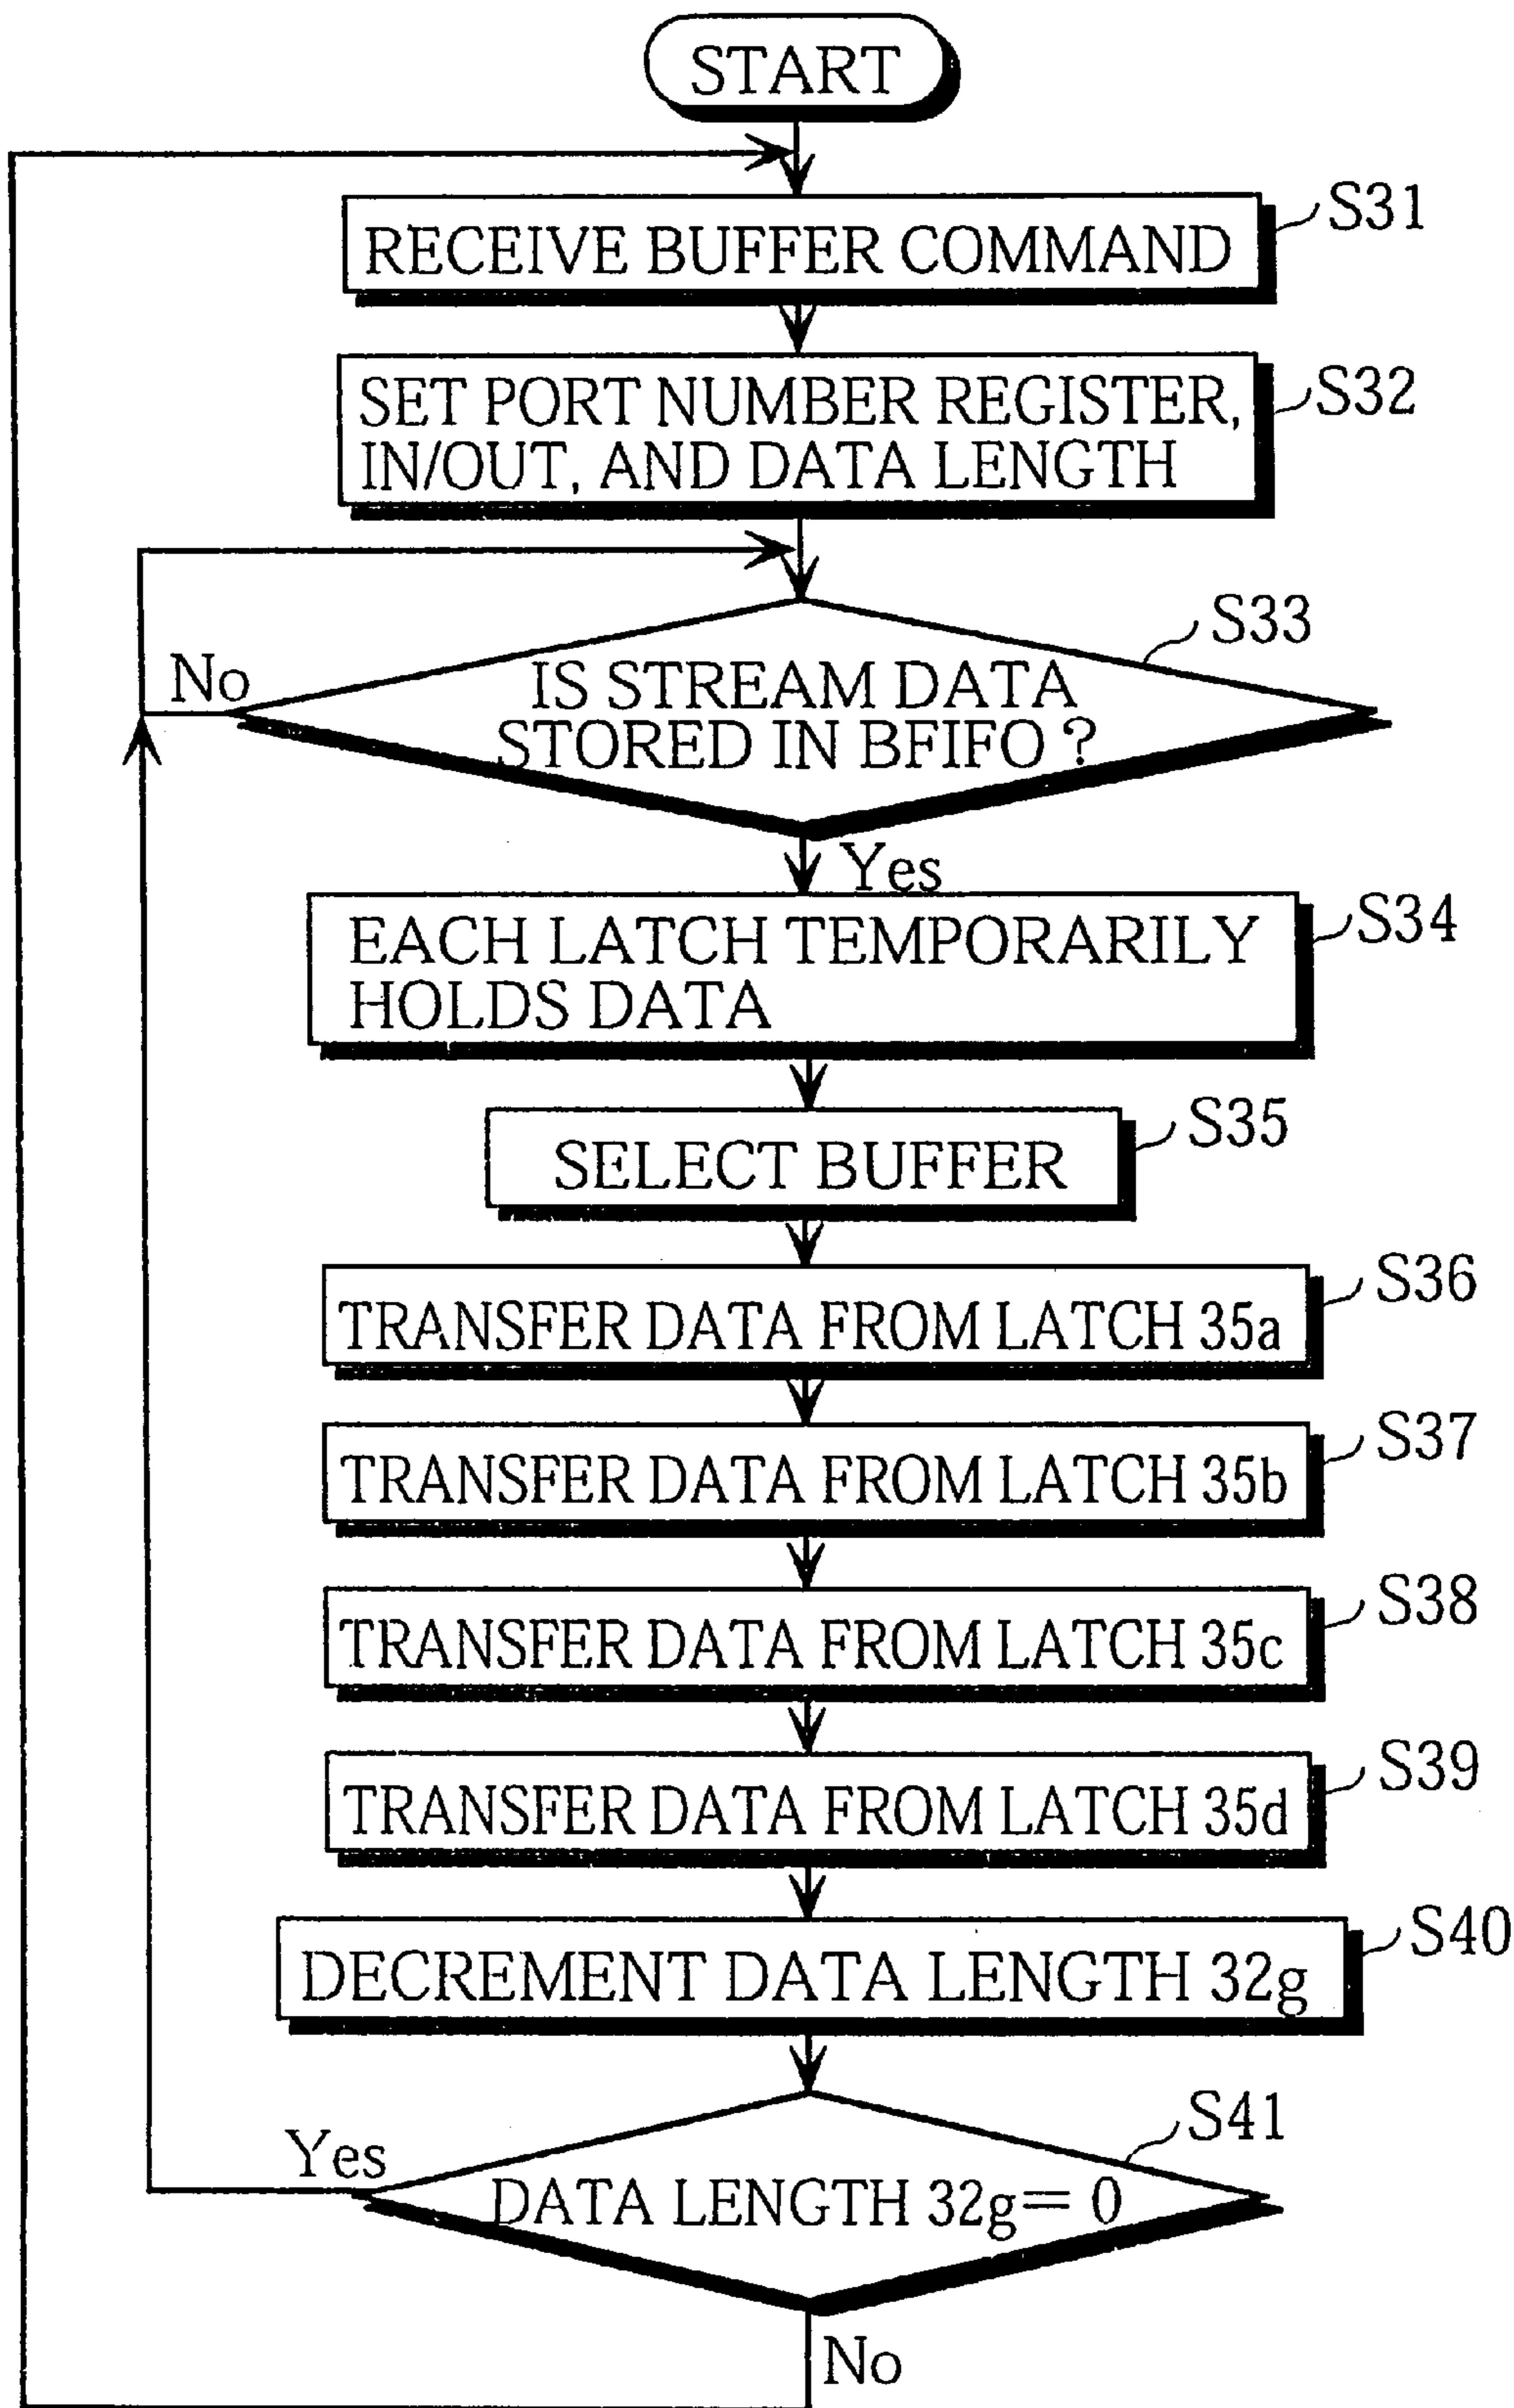 START
RECEIVE BUFFER COMMAND
S31
SET PORT NUMBER REGISTER,
IN/OUT, AND DATA LENGTH
S32
S33
No
IS STREAM DATA
STORED IN BFIFO ?
Yes
EACH LATCH TEMPORARILY
HOLDS DATA
S34
SELECT BUFFER
S35
TRANSFER DATA FROM LATCH 35a
S36
TRANSFER DATA FROM LATCH 35b
S37
TRANSFER DATA FROM LATCH 35c
S38
TRANSFER DATA FROM LATCH 35d
S39
DECREMENT DATA LENGTH 32g
S40
S41
Yes
DATA LENGTH 32g= 0
No